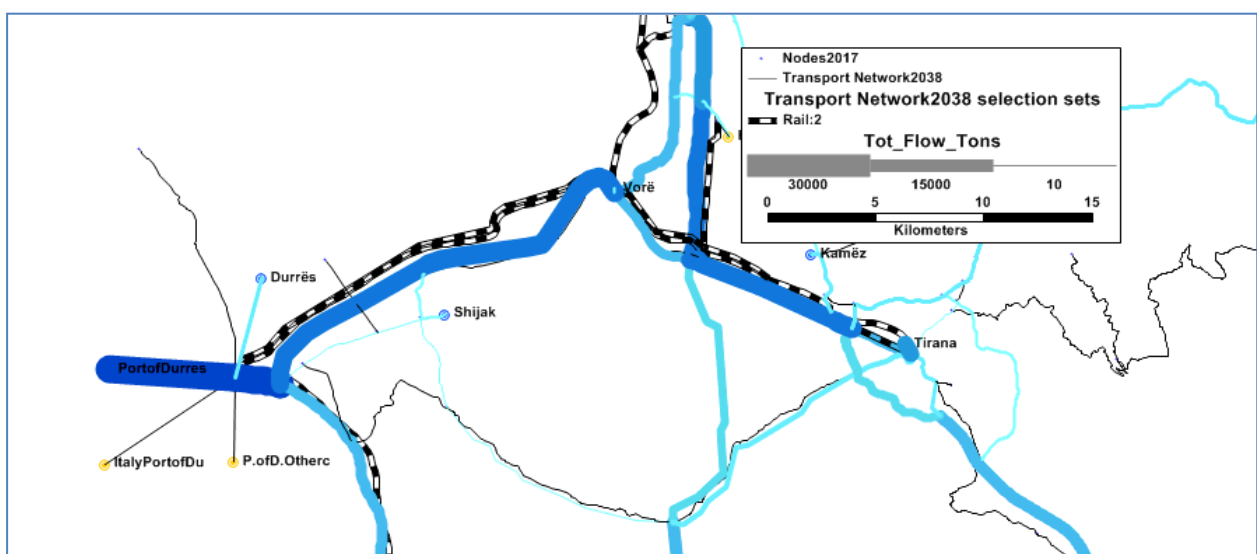 Nodes2017
Transport Network2038
Transport Network2038 selection sets
Rail:2
Tot_Flow_Tons
30000 15000 10
0 5 10 15
Kilometers
Vorë
Kamëz
Durrës
Shijak
Tirana
PortofDurres
ItalyPortofDu
P.ofD.Otherc